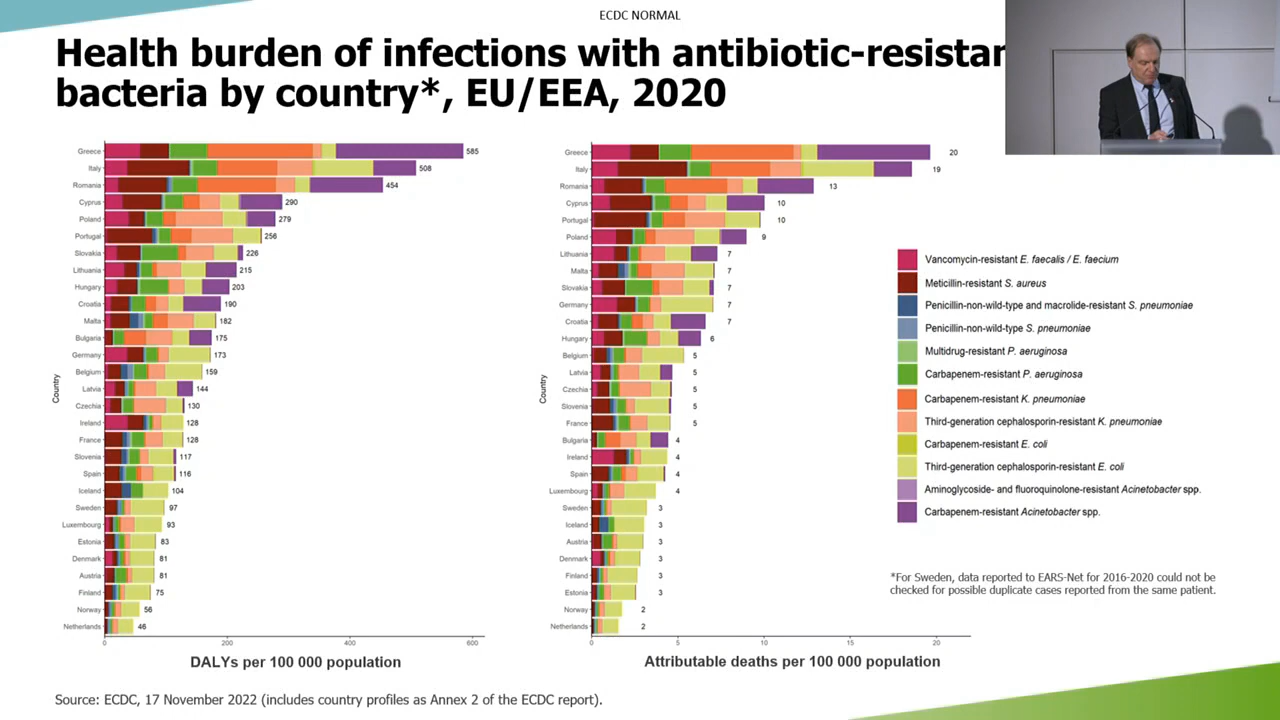 ECDC NORMAL
Health burden of infections with antibiotic-resistan
bacteria by country*, EU/EEA, 2020
Country
Greece 585
Italy 508
Romania 454
Cyprus 290
Poland 279
Portugal 256
Slovakia 226
Lithuania 215
Hungary 203
Croatia 190
Malta 182
Bulgaria 175
Germany 173
Belgium 159
Latvia 144
Czechia 130
Ireland 128
France 128
Slovenia 117
Spain 116
Iceland 104
Sweden 97
Luxembourg 93
Estonia 83
Denmark 81
Austria 81
Finland 75
Norway 56
Netherlands 46
0 200 400 600
DALYs per 100 000 population
Country
Greece 20
Italy 19
Romania 13
Cyprus 10
Portugal 10
Poland 9
Lithuania 7
Malta 7
Slovakia 7
Germany 7
Croatia 7
Hungary 6
Belgium 5
Latvia 5
Czechia 5
Slovenia 5
France 5
Bulgaria 4
Ireland 4
Spain 4
Luxembourg 4
Sweden 3
Iceland 3
Austria 3
Denmark 3
Finland 3
Estonia 3
Norway 2
Netherlands 2
0 5 10 15 20
Attributable deaths per 100 000 population
Vancomycin-resistant E. faecalis / E. faecium
Meticillin-resistant S. aureus
Penicillin-non-wild-type and macrolide-resistant S. pneumoniae
Penicillin-non-wild-type S. pneumoniae
Multidrug-resistant P. aeruginosa
Carbapenem-resistant P. aeruginosa
Carbapenem-resistant K. pneumoniae
Third-generation cephalosporin-resistant K. pneumoniae
Carbapenem-resistant E. coli
Third-generation cephalosporin-resistant E. coli
Aminoglycoside- and fluoroquinolone-resistant Acinetobacter spp.
Carbapenem-resistant Acinetobacter spp.
*For Sweden, data reported to EARS-Net for 2016-2020 could not be
checked for possible duplicate cases reported from the same patient.
Source: ECDC, 17 November 2022 (includes country profiles as Annex 2 of the ECDC report).